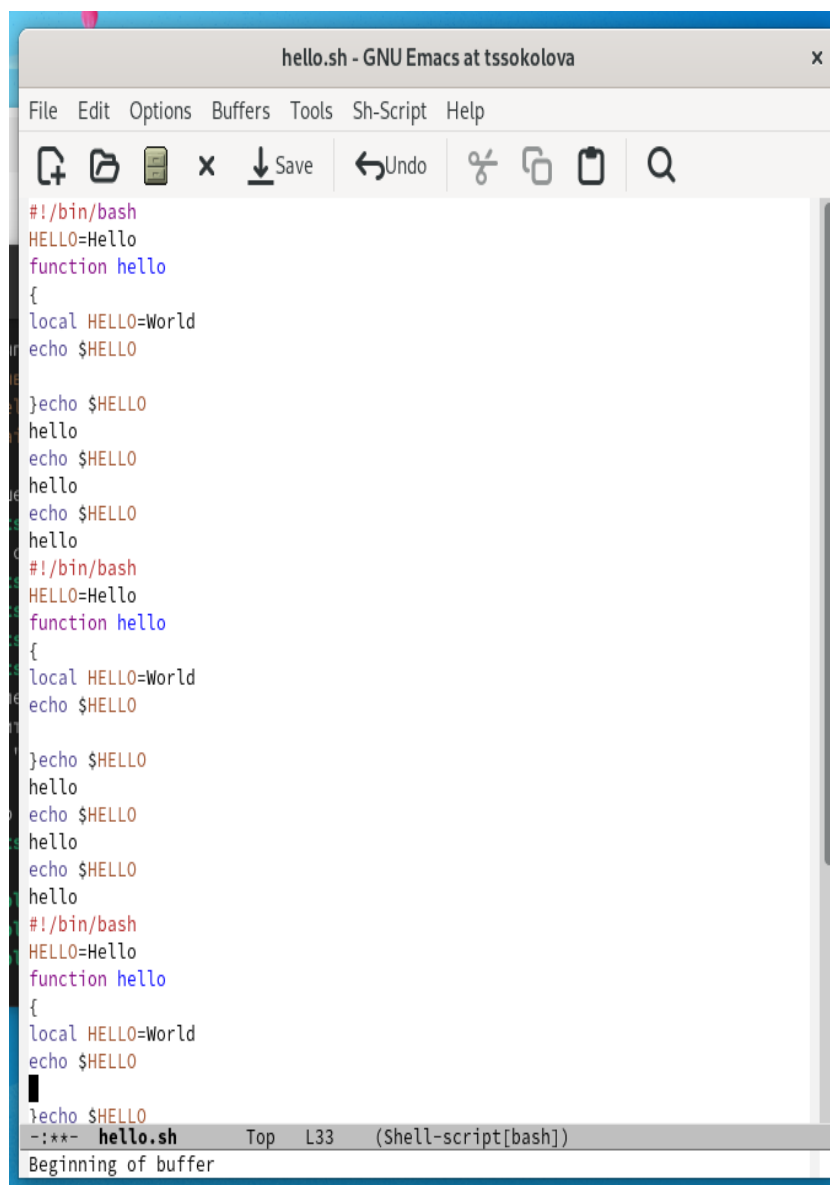 hello.sh - GNU Emacs at tssokolova
File Edit Options Buffers Tools Sh-Script Help
Save Undo
#!/bin/bash
HELLO=Hello
function hello
{
local HELLO=World
echo $HELLO
}echo $HELLO
hello
echo $HELLO
hello
echo $HELLO
hello
#!/bin/bash
HELLO=Hello
function hello
{
local HELLO=World
echo $HELLO
}echo $HELLO
hello
echo $HELLO
hello
echo $HELLO
hello
#!/bin/bash
HELLO=Hello
function hello
{
local HELLO=World
echo $HELLO
}echo $HELLO
-:**- hello.sh Top L33 (Shell-script[bash])
Beginning of buffer